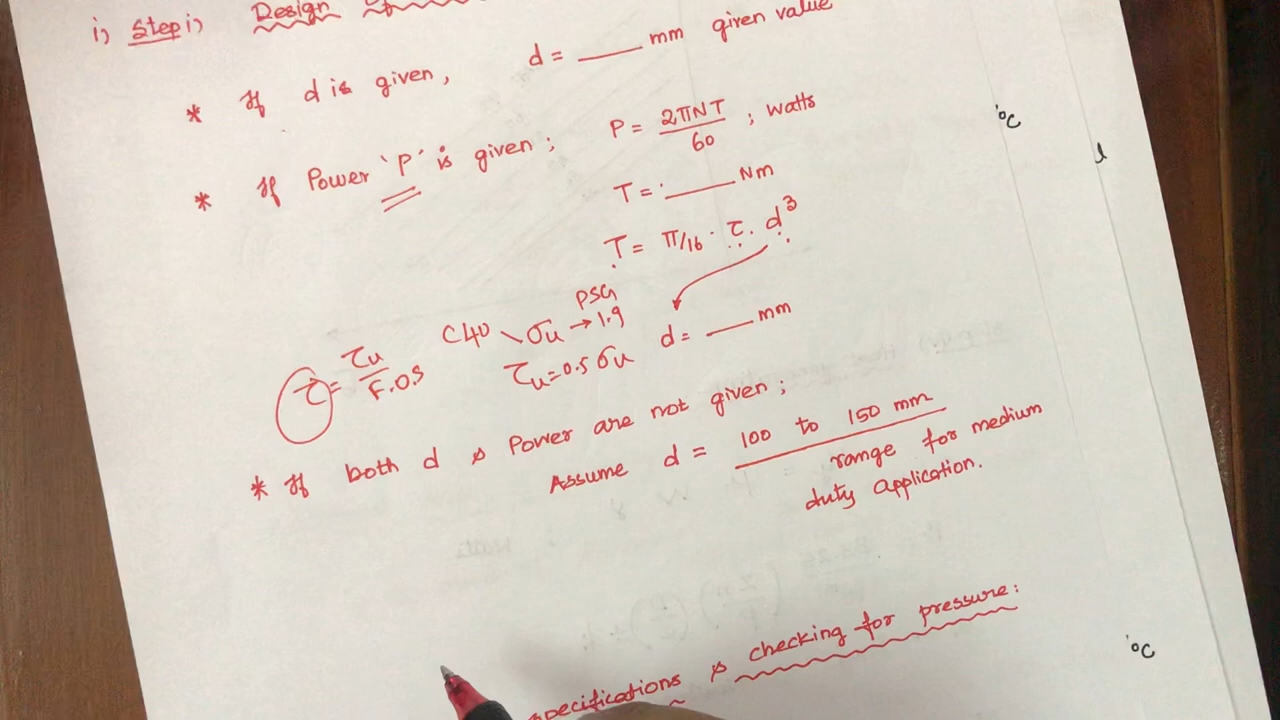 i) Step i) Design
* If d is given, d = ____ mm given value
* If Power 'P' is given; P = 2πNT/60 ; watts
T = ____ Nm
T = π/16 · τ. d³
C40 σu → PSG 1.9 d = ____ mm
τ = τu/F.O.S τu = 0.5 σu
* If both d & Power are not given;
Assume d = 100 to 150 mm
range for medium
duty application.
specifications & checking for pressure:
°C
l
°C